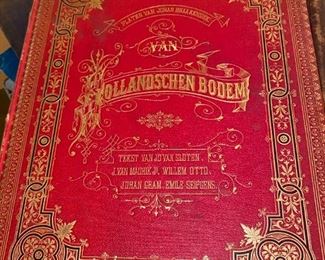 PLATEN VAN JOHAN BRAAKENSIEK.
VAN
HOLLANDSCHEN BODEM
TEKST VAN JO VAN SLOTEN,
J. VAN MAURIK JR. WILLEM OTTO,
JOHAN GRAM, EMILE SEIPGENS.